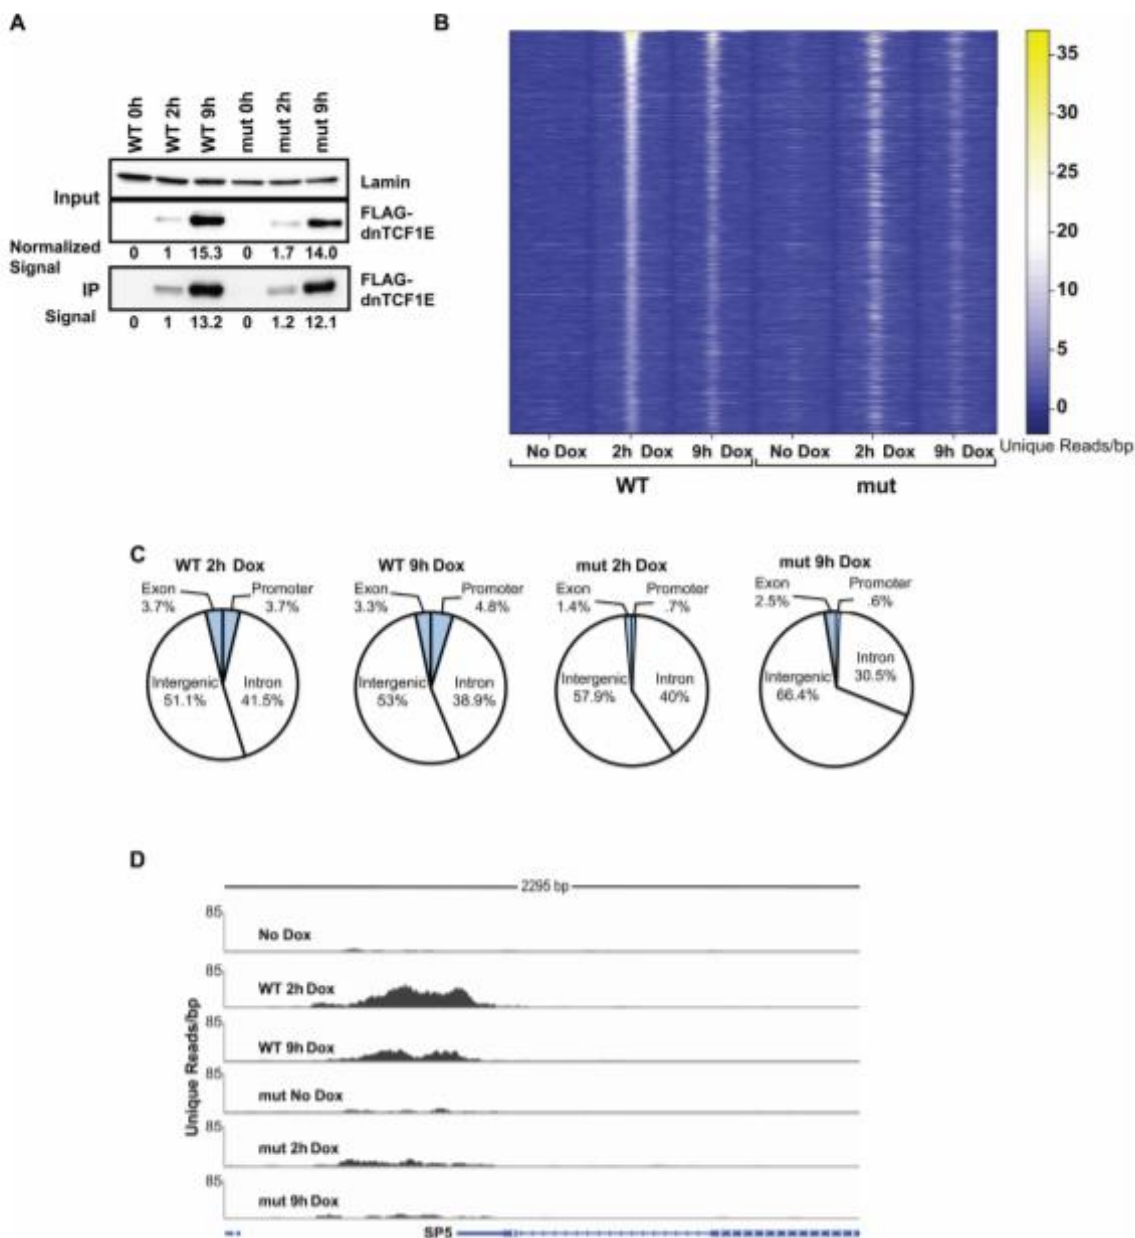 A
WT 0h
WT 2h
WT 9h
mut 0h
mut 2h
mut 9h
Input
Lamin
FLAG-
dnTCF1E
Normalized
Signal
0 1 15.3 0 1.7 14.0
IP
FLAG-
dnTCF1E
Signal
0 1 13.2 0 1.2 12.1
B
35
30
25
20
10
5
0
Unique Reads/bp
No Dox 2h Dox 9h Dox No Dox 2h Dox 9h Dox
WT mut
C
WT 2h Dox
Exon
3.7%
Promoter
3.7%
Intergenic
51.1%
Intron
41.5%
WT 9h Dox
Exon
3.3%
Promoter
4.8%
Intergenic
53%
Intron
38.9%
mut 2h Dox
Exon
1.4%
Promoter
.7%
Intergenic
57.9%
Intron
40%
mut 9h Dox
Exon
2.5%
Promoter
.6%
Intergenic
66.4%
Intron
30.5%
D
2295 bp
Unique Reads/bp
85
No Dox
85
WT 2h Dox
85
WT 9h Dox
85
mut No Dox
85
mut 2h Dox
85
mut 9h Dox
SP5